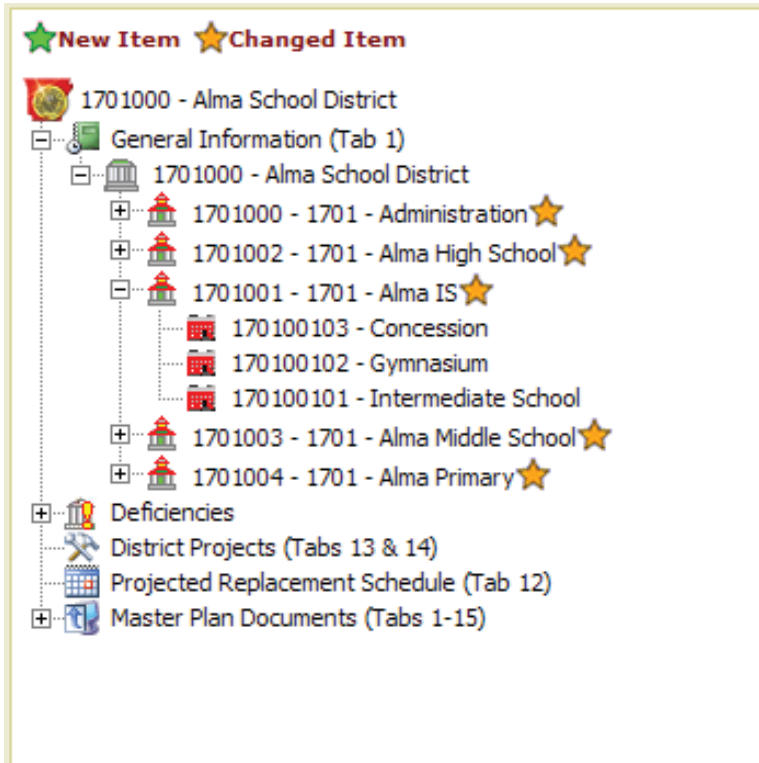 New Item Changed Item
1701000 - Alma School District
General Information (Tab 1)
1701000 - Alma School District
1701000 - 1701 - Administration
1701002 - 1701 - Alma High School
1701001 - 1701 - Alma IS
170100103 - Concession
170100102 - Gymnasium
170100101 - Intermediate School
1701003 - 1701 - Alma Middle School
1701004 - 1701 - Alma Primary
Deficiencies
District Projects (Tabs 13 & 14)
Projected Replacement Schedule (Tab 12)
Master Plan Documents (Tabs 1-15)